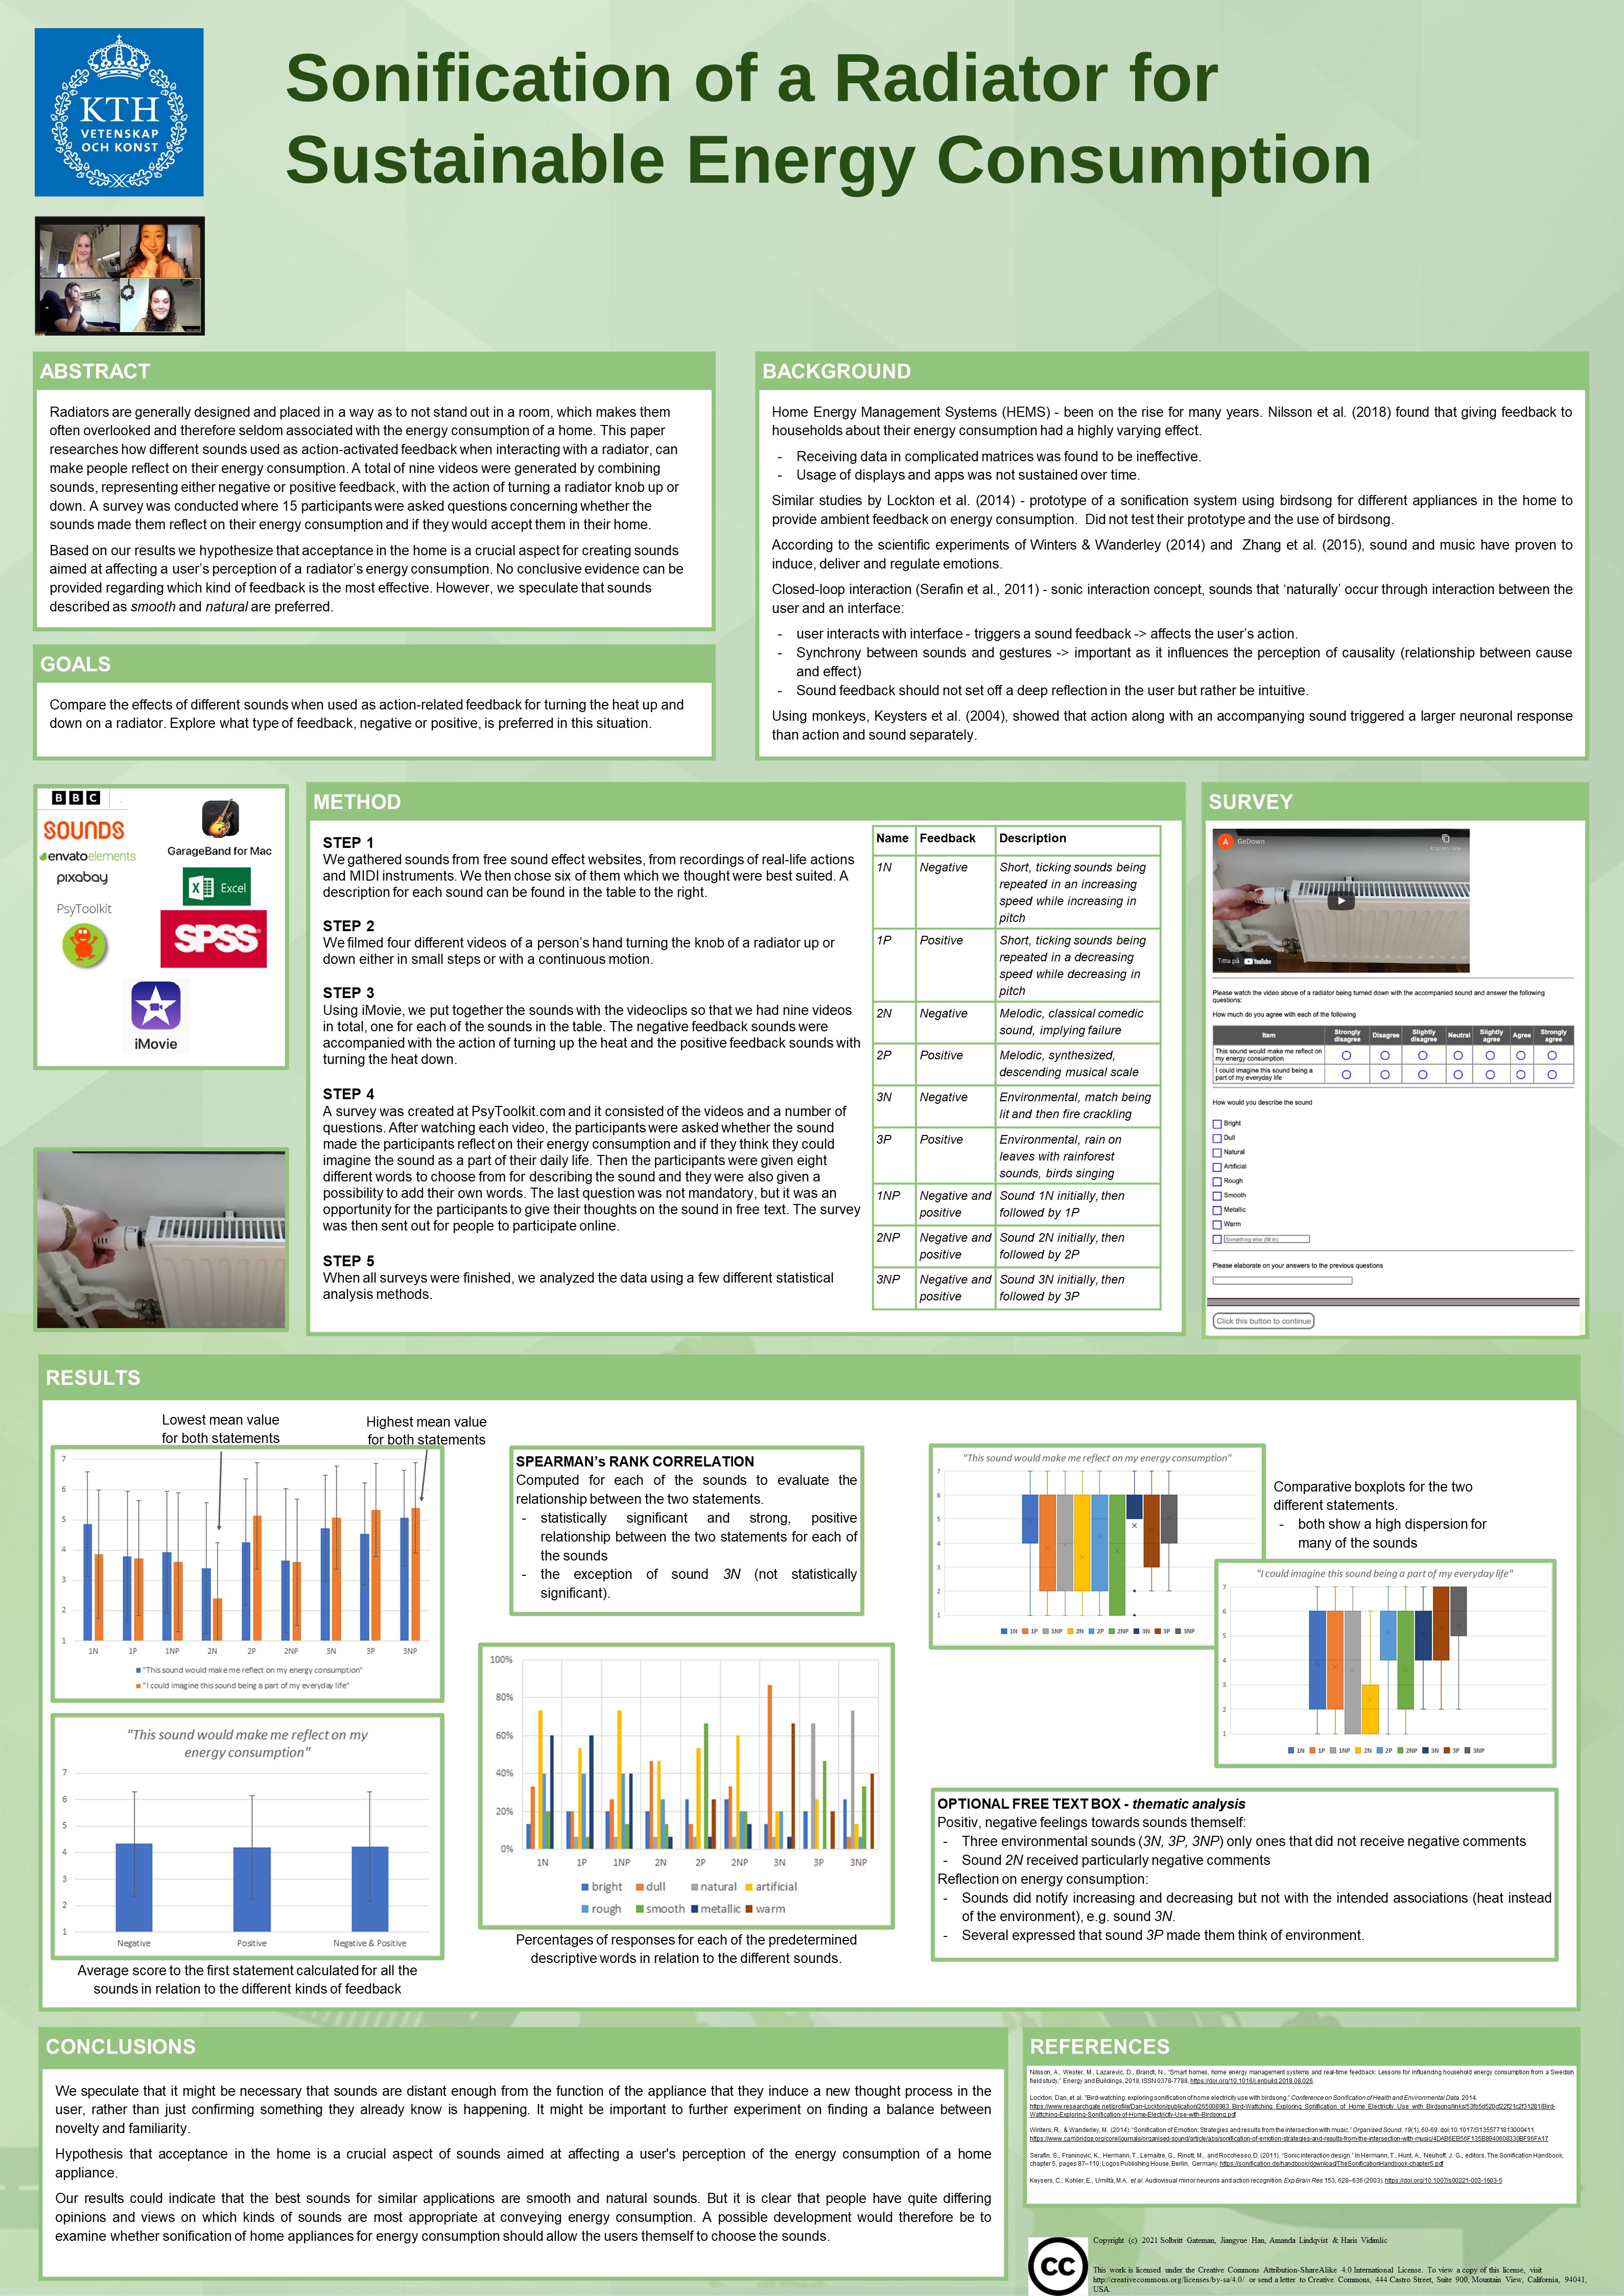 KTH
VETENSKAP
OCH KONST
Sonification of a Radiator for
Sustainable Energy Consumption
ABSTRACT
Radiators are generally designed and placed in a way as to not stand out in a room, which makes them
often overlooked and therefore seldom associated with the energy consumption of a home. This paper
researches how different sounds used as action-activated feedback when interacting with a radiator, can
make people reflect on their energy consumption. A total of nine videos were generated by combining
sounds, representing either negative or positive feedback, with the action of turning a radiator knob up or
down. A survey was conducted where 15 participants were asked questions concerning whether the
sounds made them reflect on their energy consumption and if they would accept them in their home.
Based on our results we hypothesize that acceptance in the home is a crucial aspect for creating sounds
aimed at affecting a user's perception of a radiator's energy consumption. No conclusive evidence can be
provided regarding which kind of feedback is the most effective. However, we speculate that sounds
described as smooth and natural are preferred.
GOALS
Compare the effects of different sounds when used as action-related feedback for turning the heat up and
down on a radiator. Explore what type of feedback, negative or positive, is preferred in this situation.
BACKGROUND
Home Energy Management Systems (HEMS) - been on the rise for many years. Nilsson et al. (2018) found that giving feedback to
households about their energy consumption had a highly varying effect.
- Receiving data in complicated matrices was found to be ineffective.
- Usage of displays and apps was not sustained over time.
Similar studies by Lockton et al. (2014) - prototype of a sonification system using birdsong for different appliances in the home to
provide ambient feedback on energy consumption. Did not test their prototype and the use of birdsong.
According to the scientific experiments of Winters & Wanderley (2014) and Zhang et al. (2015), sound and music have proven to
induce, deliver and regulate emotions.
Closed-loop interaction (Serafin et al., 2011) - sonic interaction concept, sounds that 'naturally' occur through interaction between the
user and an interface:
- user interacts with interface - triggers a sound feedback -> affects the user's action.
- Synchrony between sounds and gestures -> important as it influences the perception of causality (relationship between cause
and effect)
- Sound feedback should not set off a deep reflection in the user but rather be intuitive.
Using monkeys, Keysters et al. (2004), showed that action along with an accompanying sound triggered a larger neuronal response
than action and sound separately.
BBC
SOUNDS
envatoelements
pixabay
PsyToolkit
GarageBand for Mac
Excel
SPSS
iMovie
METHOD
STEP 1
We gathered sounds from free sound effect websites, from recordings of real-life actions
and MIDI instruments. We then chose six of them which we thought were best suited. A
description for each sound can be found in the table to the right.
STEP 2
We filmed four different videos of a person's hand turning the knob of a radiator up or
down either in small steps or with a continuous motion.
STEP 3
Using iMovie, we put together the sounds with the videoclips so that we had nine videos
in total, one for each of the sounds in the table. The negative feedback sounds were
accompanied with the action of turning up the heat and the positive feedback sounds with
turning the heat down.
STEP 4
A survey was created at PsyToolkit.com and it consisted of the videos and a number of
questions. After watching each video, the participants were asked whether the sound
made the participants reflect on their energy consumption and if they think they could
imagine the sound as a part of their daily life. Then the participants were given eight
different words to choose from for describing the sound and they were also given a
possibility to add their own words. The last question was not mandatory, but it was an
opportunity for the participants to give their thoughts on the sound in free text. The survey
was then sent out for people to participate online.
STEP 5
When all surveys were finished, we analyzed the data using a few different statistical
analysis methods.
Name Feedback Description
1N Negative Short, ticking sounds being
repeated in an increasing
speed while increasing in
pitch
1P Positive Short, ticking sounds being
repeated in a decreasing
speed while decreasing in
pitch
2N Negative Melodic, classical comedic
sound, implying failure
2P Positive Melodic, synthesized,
descending musical scale
3N Negative Environmental, match being
lit and then fire crackling
3P Positive Environmental, rain on
leaves with rainforest
sounds, birds singing
1NP Negative and Sound 1N initially, then
positive followed by 1P
2NP Negative and Sound 2N initially, then
positive followed by 2P
3NP Negative and Sound 3N initially, then
positive followed by 3P
SURVEY
A GeDown
Titta på YouTube
Please watch the video above of a radiator being turned down with the accompanied sound and answer the following
questions:
How much do you agree with each of the following
Item Strongly disagree Disagree Slightly disagree Neutral Slightly agree Agree Strongly agree
This sound would make me reflect on
my energy consumption
I could imagine this sound being a
part of my everyday life
How would you describe the sound
Bright
Dull
Natural
Artificial
Rough
Smooth
Metallic
Warm
Something else (fill in)
Please elaborate on your answers to the previous questions
Click this button to continue
RESULTS
Lowest mean value
for both statements
Highest mean value
for both statements
7
6
5
4
3
2
1
1N 1P 1NP 2N 2P 2NP 3N 3P 3NP
"This sound would make me reflect on my energy consumption"
"I could imagine this sound being a part of my everyday life"
"This sound would make me reflect on my
energy consumption"
7
6
5
4
3
2
1
Negative Positive Negative & Positive
Average score to the first statement calculated for all the
sounds in relation to the different kinds of feedback
SPEARMAN's RANK CORRELATION
Computed for each of the sounds to evaluate the
relationship between the two statements.
- statistically significant and strong, positive
relationship between the two statements for each of
the sounds
- the exception of sound 3N (not statistically
significant).
100%
80%
60%
40%
20%
0%
1N 1P 1NP 2N 2P 2NP 3N 3P 3NP
bright dull natural artificial
rough smooth metallic warm
Percentages of responses for each of the predetermined
descriptive words in relation to the different sounds.
"This sound would make me reflect on my energy consumption"
7
6
5
4
3
2
1
1N 1P 1NP 2N 2P 2NP 3N 3P 3NP
Comparative boxplots for the two
different statements.
- both show a high dispersion for
many of the sounds
"I could imagine this sound being a part of my everyday life"
7
6
5
4
3
2
1
1N 1P 1NP 2N 2P 2NP 3N 3P 3NP
OPTIONAL FREE TEXT BOX - thematic analysis
Positiv, negative feelings towards sounds themself:
- Three environmental sounds (3N, 3P, 3NP) only ones that did not receive negative comments
- Sound 2N received particularly negative comments
Reflection on energy consumption:
- Sounds did notify increasing and decreasing but not with the intended associations (heat instead
of the environment), e.g. sound 3N.
- Several expressed that sound 3P made them think of environment.
CONCLUSIONS
We speculate that it might be necessary that sounds are distant enough from the function of the appliance that they induce a new thought process in the
user, rather than just confirming something they already know is happening. It might be important to further experiment on finding a balance between
novelty and familiarity.
Hypothesis that acceptance in the home is a crucial aspect of sounds aimed at affecting a user's perception of the energy consumption of a home
appliance.
Our results could indicate that the best sounds for similar applications are smooth and natural sounds. But it is clear that people have quite differing
opinions and views on which kinds of sounds are most appropriate at conveying energy consumption. A possible development would therefore be to
examine whether sonification of home appliances for energy consumption should allow the users themself to choose the sounds.
REFERENCES
Nilsson, A., Wester, M., Lazarevic, D., Brandt, N., "Smart homes, home energy management systems and real-time feedback: Lessons for influencing household energy consumption from a Swedish
field study," Energy and Buildings, 2018, ISSN 0378-7788, https://doi.org/10.1016/j.enbuild.2018.08.026.
Lockton, Dan, et al. "Bird-watching: exploring sonification of home electricity use with birdsong." Conference on Sonification of Health and Environmental Data. 2014.
Wattching-Exploring-Sonification-of-Home-Electricity-Use-with-Birdsong.pdf
Winters, R., & Wanderley, M. (2014). "Sonification of Emotion: Strategies and results from the intersection with music." Organised Sound, 19(1), 60-69. doi:10.1017/S1355771813000411.
Serafin, S., Franinovic, K., Hermann, T., Lemaitre, G., Rinott, M., and Rocchesso, D. (2011). "Sonic interaction design." In Hermann, T., Hunt, A., Neuhoff, J. G., editors, The Sonification Handbook,
chapter 5, pages 87–110. Logos Publishing House, Berlin, Germany, https://sonification.de/handbook/download/TheSonificationHandbook-chapter5.pdf
Keysers, C., Kohler, E., Umiltà, M.A. et al. Audiovisual mirror neurons and action recognition. Exp Brain Res 153, 628–636 (2003). https://doi.org/10.1007/s00221-003-1603-5
CC
Copyright (c) 2021 Solbritt Gateman, Jiangyue Han, Amanda Lindqvist & Haris Vidimlic
This work is licensed under the Creative Commons Attribution-ShareAlike 4.0 International License. To view a copy of this license, visit
http://creativecommons.org/licenses/by-sa/4.0/ or send a letter to Creative Commons, 444 Castro Street, Suite 900, Mountain View, California, 94041,
USA.